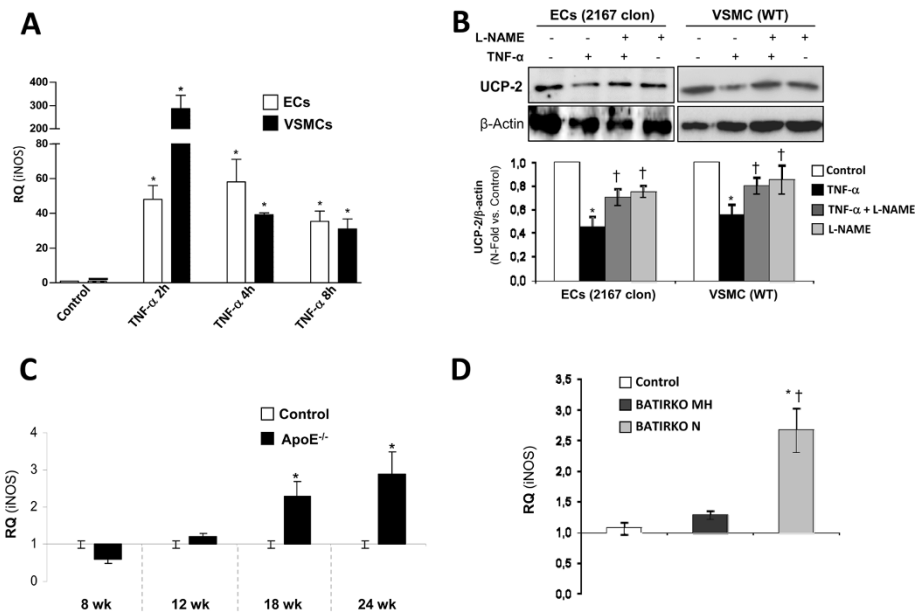 A
RQ (iNOS)
400
300
200
80
60
40
20
0
ECs
VSMCs
*
*
*
*
*
*
Control
TNF-α 2h
TNF-α 4h
TNF-α 8h
B
ECs (2167 clon)
VSMC (WT)
L-NAME
- - + + - - + +
TNF-α
- + + - - + + -
UCP-2
β-Actin
UCP-2/β-actin
(N-Fold vs. Control)
1,0
0,8
0,6
0,4
0,2
0,0
*
†
†
*
†
†
Control
TNF-α
TNF-α + L-NAME
L-NAME
ECs (2167 clon)
VSMC (WT)
C
Control
ApoE-/-
RQ (iNOS)
4
3
2
1
0
*
*
8 wk
12 wk
18 wk
24 wk
D
Control
BATIRKO MH
BATIRKO N
RQ (iNOS)
3,5
3,0
2,5
2,0
1,5
1,0
0,5
0,0
* †